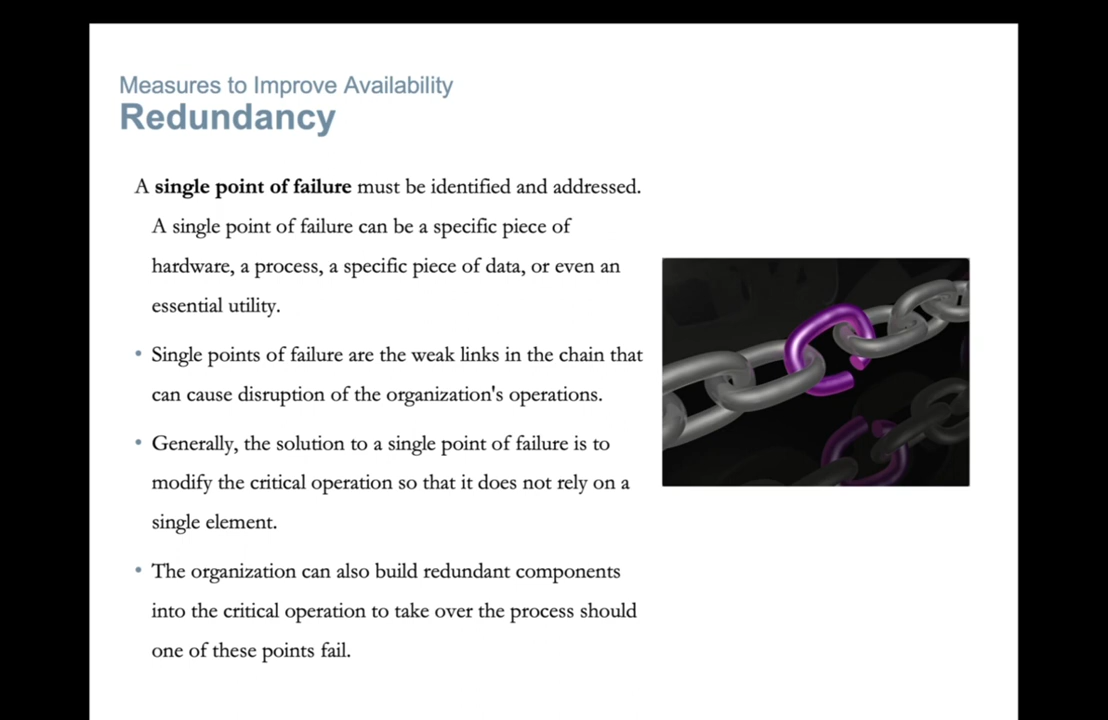 Measures to Improve Availability
Redundancy
A single point of failure must be identified and addressed.
A single point of failure can be a specific piece of
hardware, a process, a specific piece of data, or even an
essential utility.
• Single points of failure are the weak links in the chain that
can cause disruption of the organization's operations.
• Generally, the solution to a single point of failure is to
modify the critical operation so that it does not rely on a
single element.
• The organization can also build redundant components
into the critical operation to take over the process should
one of these points fail.